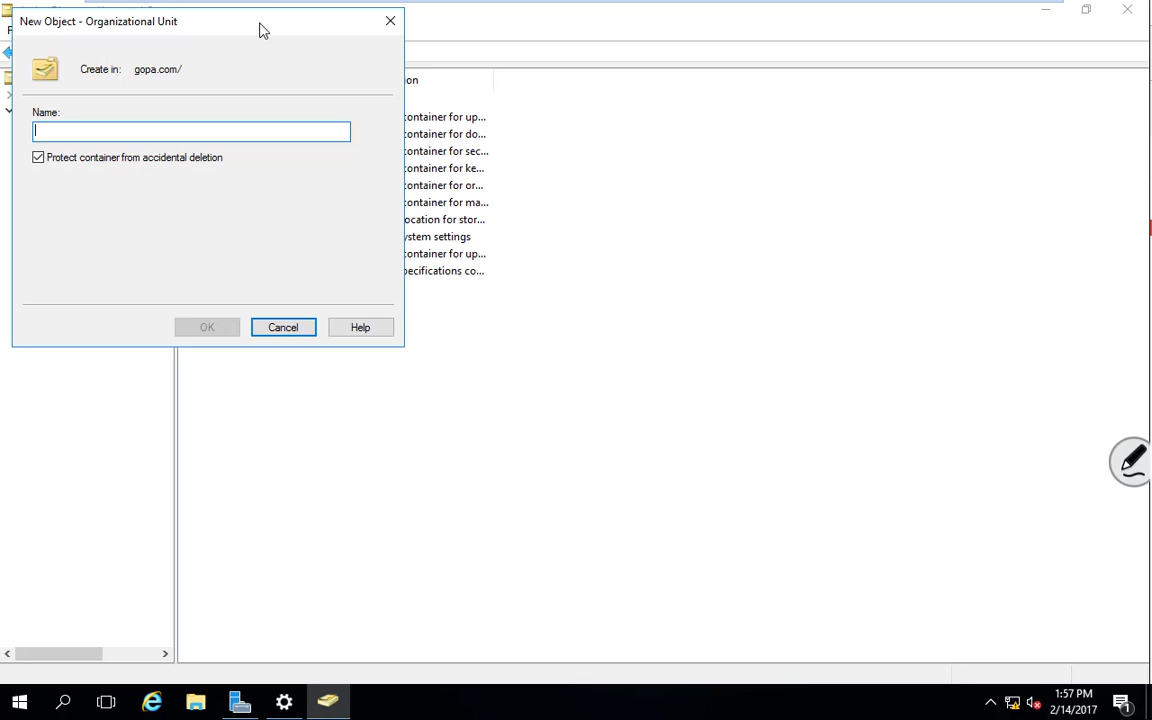 New Object - Organizational Unit
Create in: gopa.com/
Name:
Protect container from accidental deletion
OK Cancel Help
on
container for up...
container for do...
container for sec...
container for ke...
container for or...
container for ma...
ocation for stor...
ystem settings
container for up...
pecifications co...
1:57 PM
2/14/2017
1